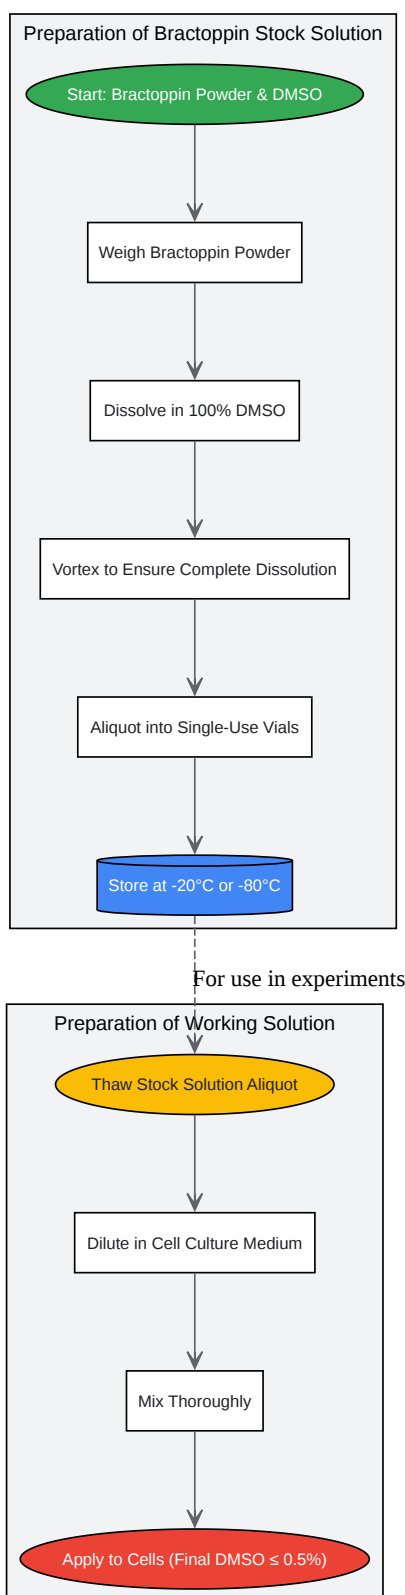 Preparation of Bractoppin Stock Solution
Start: Bractoppin Powder & DMSO
Weigh Bractoppin Powder
Dissolve in 100% DMSO
Vortex to Ensure Complete Dissolution
Aliquot into Single-Use Vials
Store at -20°C or -80°C
For use in experiments
Preparation of Working Solution
Thaw Stock Solution Aliquot
Dilute in Cell Culture Medium
Mix Thoroughly
Apply to Cells (Final DMSO ≤ 0.5%)